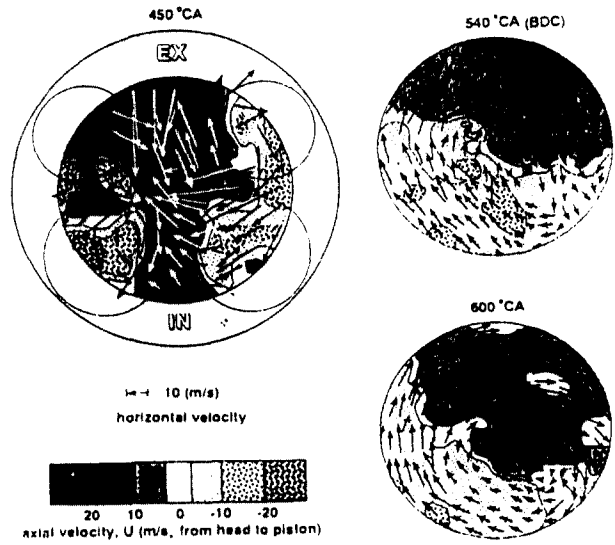 450 °CA
EX
IN
10 (m/s)
horizontal velocity
20 10 0 -10 -20
axial velocity, U (m/s, from head to piston)
540 °CA (BDC)
600 °CA